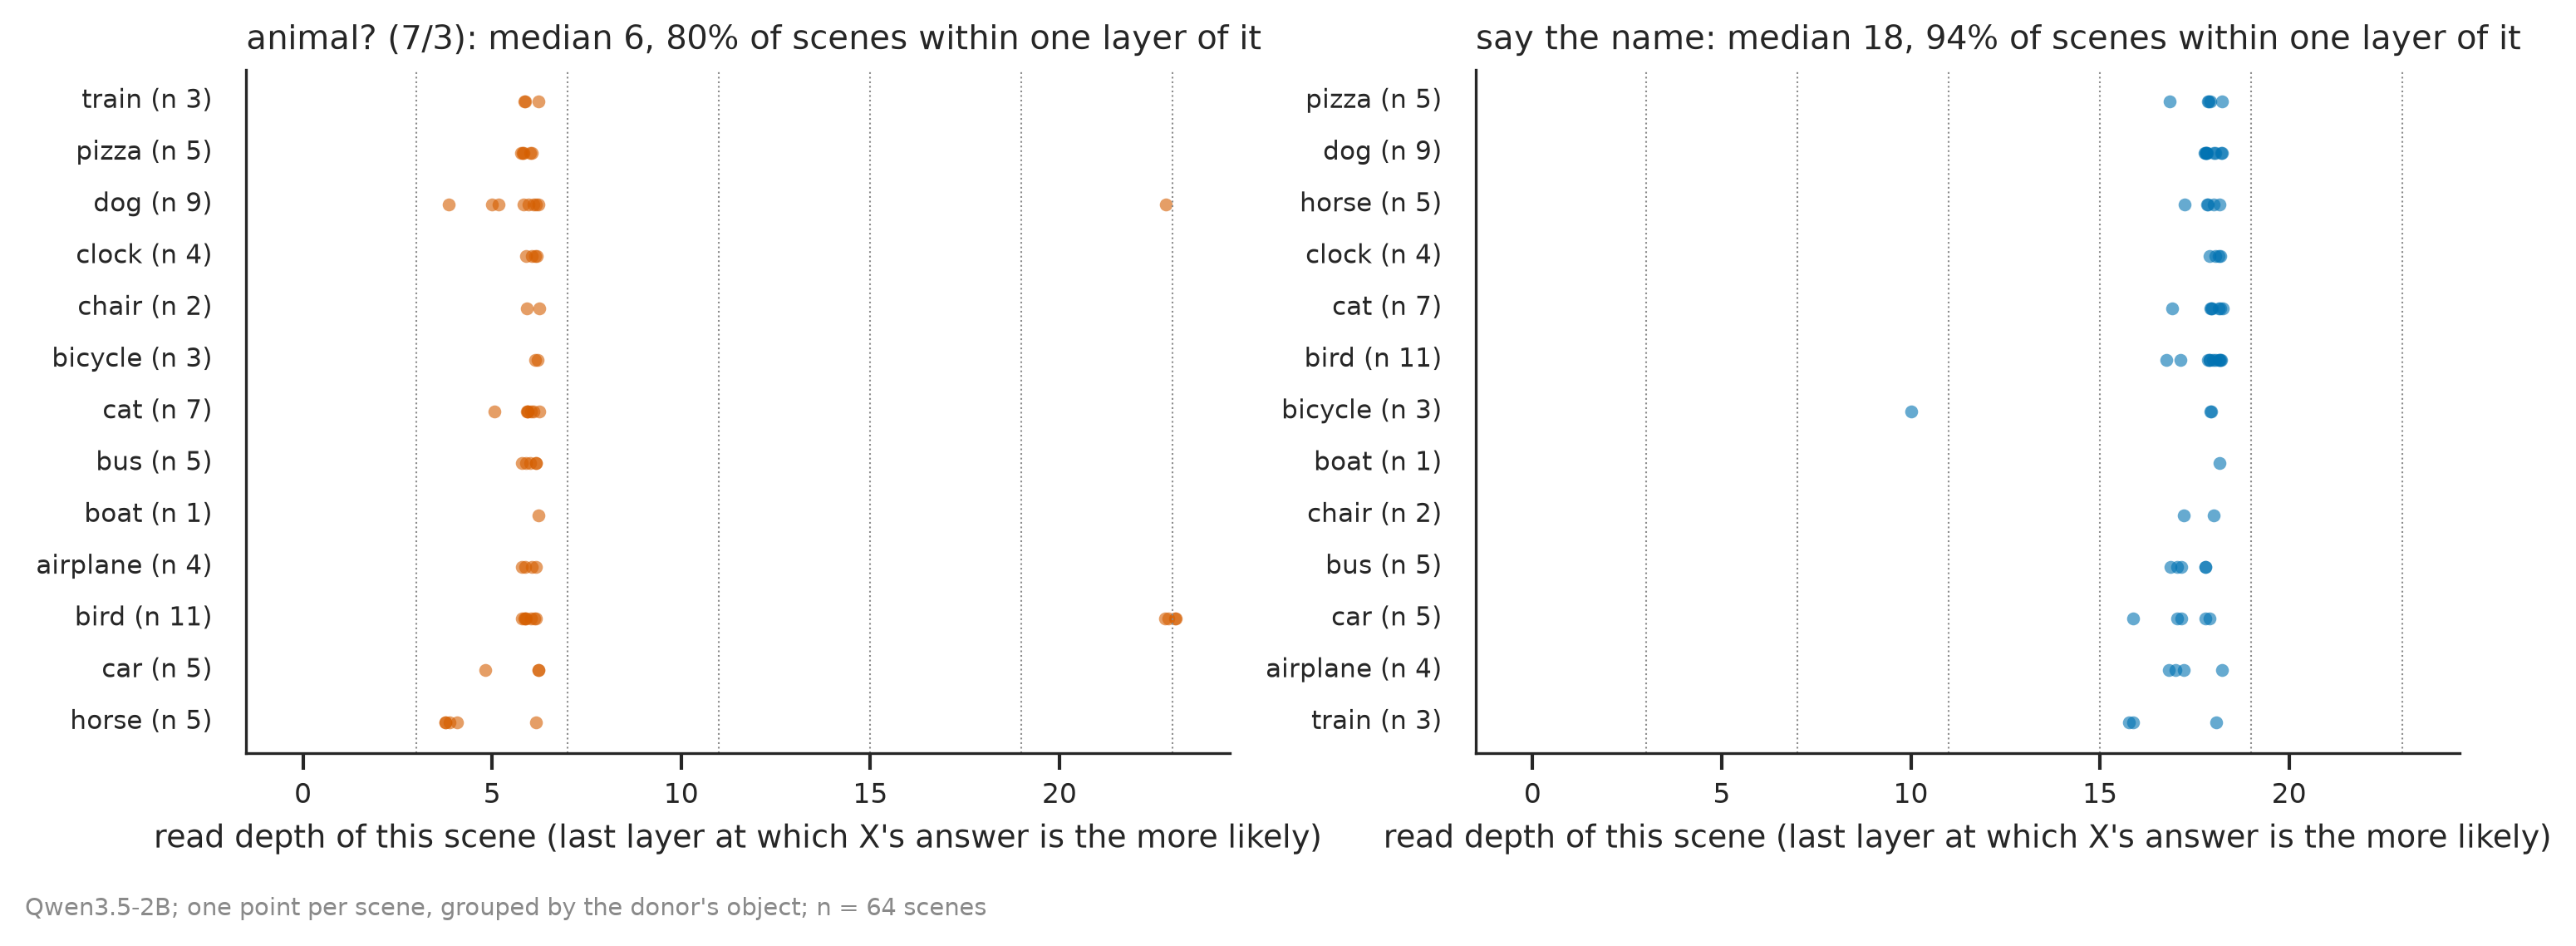 animal? (7/3): median 6, 80% of scenes within one layer of it
train (n 3)
pizza (n 5)
dog (n 9)
clock (n 4)
chair (n 2)
bicycle (n 3)
cat (n 7)
bus (n 5)
boat (n 1)
airplane (n 4)
bird (n 11)
car (n 5)
horse (n 5)
0 5 10 15 20
read depth of this scene (last layer at which X's answer is the more likely)
say the name: median 18, 94% of scenes within one layer of it
pizza (n 5)
dog (n 9)
horse (n 5)
clock (n 4)
cat (n 7)
bird (n 11)
bicycle (n 3)
boat (n 1)
chair (n 2)
bus (n 5)
car (n 5)
airplane (n 4)
train (n 3)
0 5 10 15 20
read depth of this scene (last layer at which X's answer is the more likely)
Qwen3.5-2B; one point per scene, grouped by the donor's object; n = 64 scenes